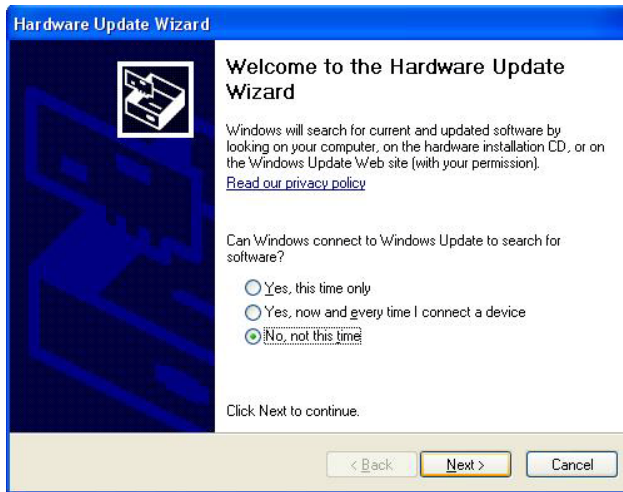 Hardware Update Wizard
Welcome to the Hardware Update
Wizard
Windows will search for current and updated software by
looking on your computer, on the hardware installation CD, or on
the Windows Update Web site (with your permission).
Read our privacy policy
Can Windows connect to Windows Update to search for
software?
Yes, this time only
Yes, now and every time I connect a device
No, not this time
Click Next to continue.
< Back
Next >
Cancel